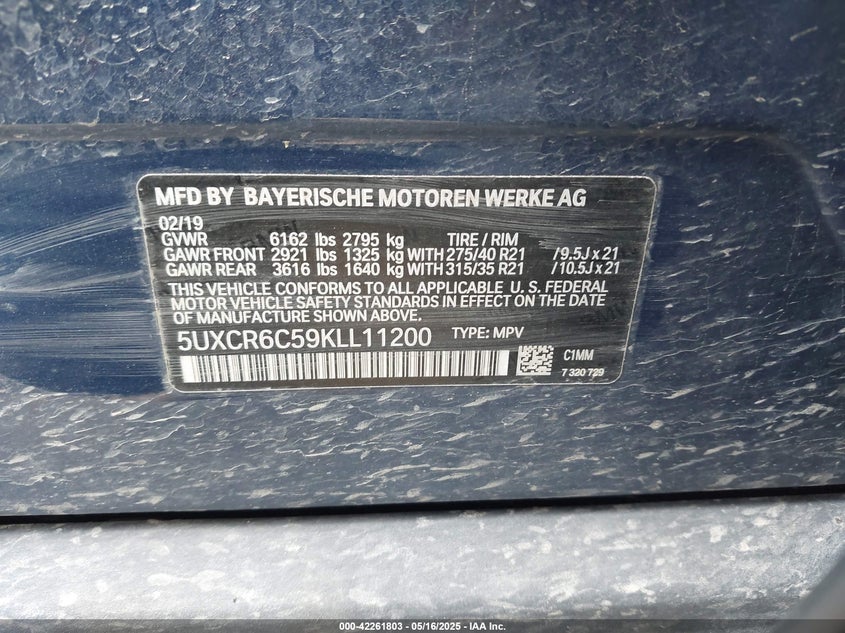 MFD BY BAYERISCHE MOTOREN WERKE AG
02/19
GVWR 6162 lbs 2795 kg TIRE / RIM
GAWR FRONT 2921 lbs 1325 kg WITH 275/40 R21 / 9.5J x 21
GAWR REAR 3616 lbs 1640 kg WITH 315/35 R21 / 10.5J x 21
THIS VEHICLE CONFORMS TO ALL APPLICABLE U. S. FEDERAL
MOTOR VEHICLE SAFETY STANDARDS IN EFFECT ON THE DATE
OF MANUFACTURE SHOWN ABOVE.
5UXCR6C59KLL11200 TYPE: MPV
C1MM
7 320 729
000-42261803 — 05/16/2025 — IAA Inc.